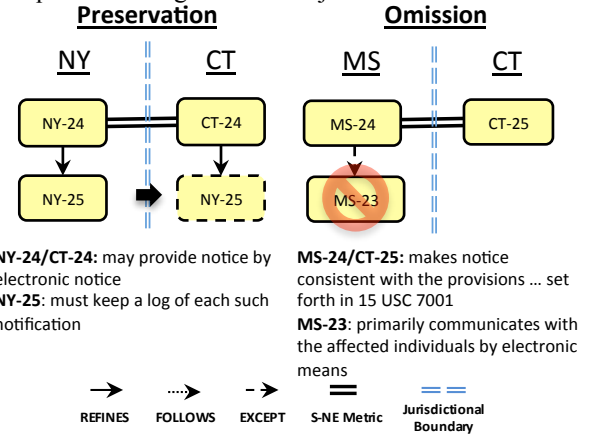 Preservation
Omission
NY
CT
MS
CT
NY-24
CT-24
MS-24
CT-25
NY-25
NY-25
MS-23
NY-24/CT-24: may provide notice by
electronic notice
NY-25: must keep a log of each such
notification
MS-24/CT-25: makes notice
consistent with the provisions … set
forth in 15 USC 7001
MS-23: primarily communicates with
the affected individuals by electronic
means
REFINES
FOLLOWS
EXCEPT
S-NE Metric
Jurisdictional
Boundary